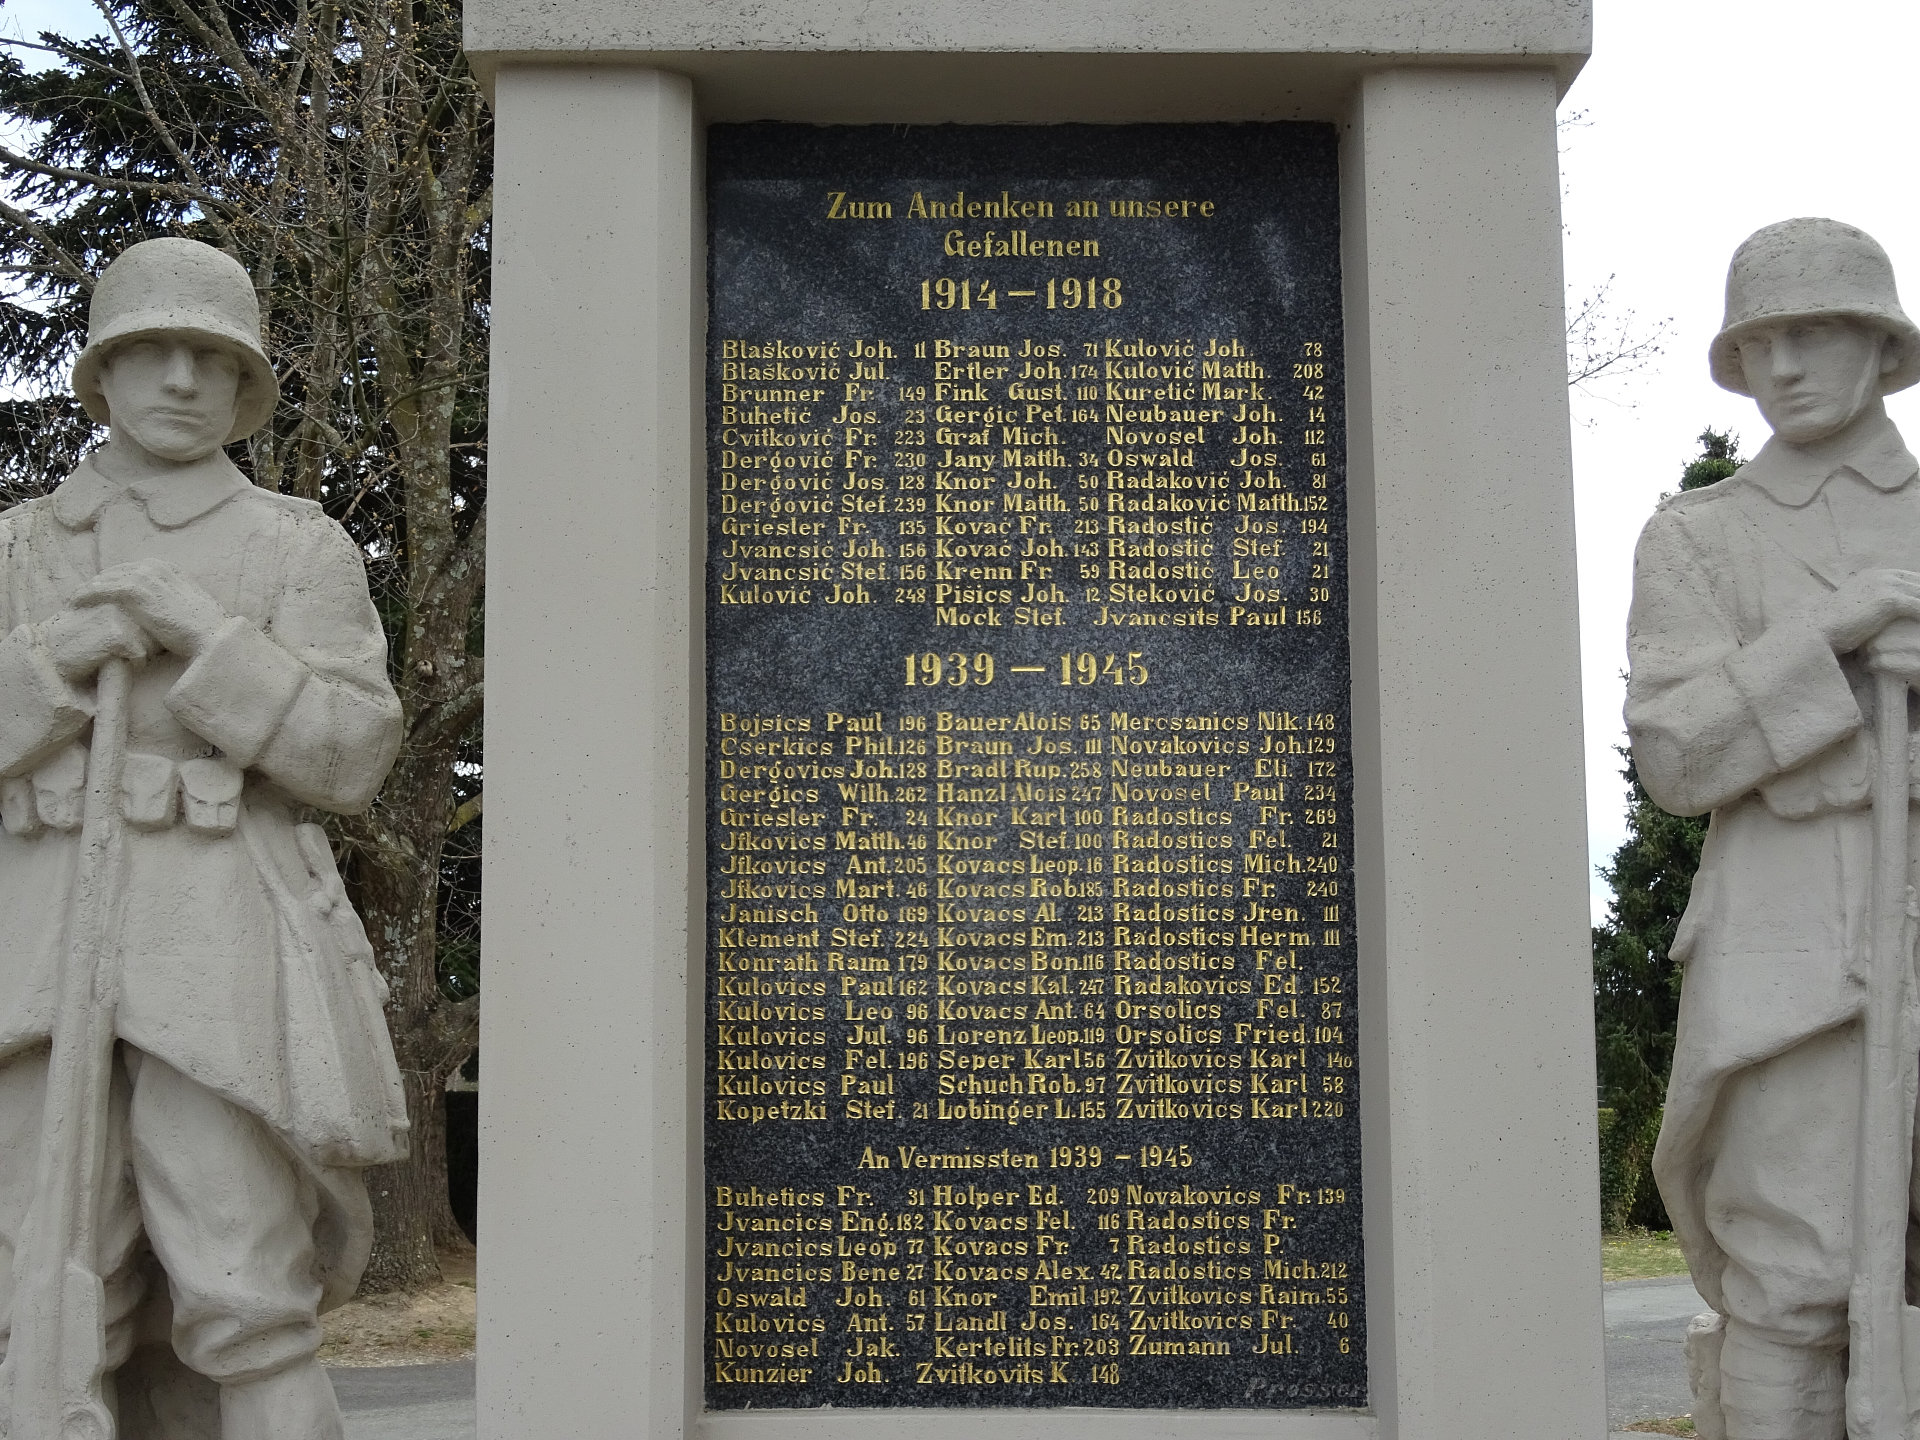 Zum Andenken an unsere
Gefallenen
1914 – 1918
Blašković Joh. 11 Braun Jos. 71 Kulović Joh. 78
Blašković Jul. Ertler Joh. 174 Kulović Matth. 208
Brunner Fr. 149 Fink Gust. 110 Kuretić Mark 42
Buhetić Jos. 23 Gergic Pet. 164 Neubauer Joh. 14
Cvitković Fr. 223 Graf Mich. Novosel Joh. 112
Dergović Fr. 230 Jany Matth. 34 Oswald Jos. 61
Dergović Jos. 128 Knor Joh. 50 Radaković Joh. 81
Dergović Stef. 239 Knor Matth. 50 Radaković Matth. 152
Griesler Fr. 135 Kovać Fr. 213 Radostić Jos. 194
Jvancsić Joh. 156 Kovać Joh. 143 Radostić Stef. 21
Jvancsić Stef. 156 Krenn Fr. 59 Radostić Leo 21
Kulović Joh. 248 Pišics Joh. 12 Steković Jos. 30
Mock Stef. Jvancsits Paul 156
1939 – 1945
Bojsics Paul 196 Bauer Alois 65 Mercsanics Nik. 148
Cserkics Phil. 126 Braun Jos. 111 Novakovics Joh. 129
Dergovics Joh. 128 Bradl Rup. 258 Neubauer Eli. 172
Gergics Wilh. 262 Hanzl Alois 247 Novosel Paul 234
Griesler Fr. 24 Knor Karl 100 Radostics Fr. 269
Jfkovics Matth. 46 Knor Stef. 100 Radostics Fel. 21
Jfkovics Ant. 205 Kovacs Leop. 16 Radostics Mich. 240
Jfkovics Mart. 46 Kovacs Rob. 185 Radostics Fr. 240
Janisch Otto 169 Kovacs Al. 213 Radostics Jren. 111
Klement Stef. 224 Kovacs Em. 213 Radostics Herm. 111
Konrath Raim 179 Kovacs Bon. 116 Radostics Fel.
Kulovics Paul 162 Kovacs Kal. 247 Radakovics Ed. 152
Kulovics Leo 96 Kovacs Ant. 64 Orsolics Fel. 87
Kulovics Jul. 96 Lorenz Leop. 119 Orsolics Fried. 104
Kulovics Fel. 196 Seper Karl 56 Zvitkovics Karl 140
Kulovics Paul Schuch Rob. 97 Zvitkovics Karl 58
Kopetzki Stef. 21 Lobinger L. 155 Zvitkovics Karl 220
An Vermissten 1939 – 1945
Buhetics Fr. 31 Holper Ed. 209 Novakovics Fr. 139
Jvancics Eng. 182 Kovacs Fel. 116 Radostics Fr.
Jvancics Leop 77 Kovacs Fr. 7 Radostics P.
Jvancics Bene 27 Kovacs Alex. 42 Radostics Mich. 212
Oswald Joh. 61 Knor Emil 192 Zvitkovics Raim. 55
Kulovics Ant. 57 Landl Jos. 164 Zvitkovics Fr. 40
Novosel Jak. Kertelits Fr. 203 Zumann Jul. 6
Kunzier Joh. Zvitkovits K 148